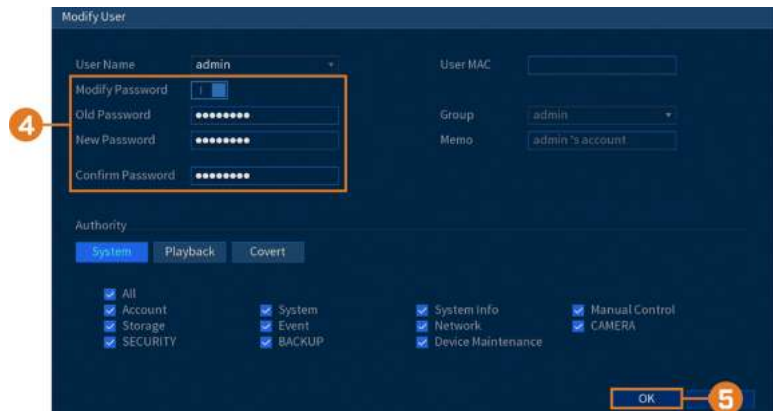 Modify User
User Name admin User MAC
Modify Password
4 Old Password ●●●●●●●● Group admin
New Password ●●●●●●●● Memo admin 's account
Confirm Password ●●●●●●●●
Authority
System Playback Covert
All
Account System System Info Manual Control
Storage Event Network CAMERA
SECURITY BACKUP Device Maintenance
OK 5